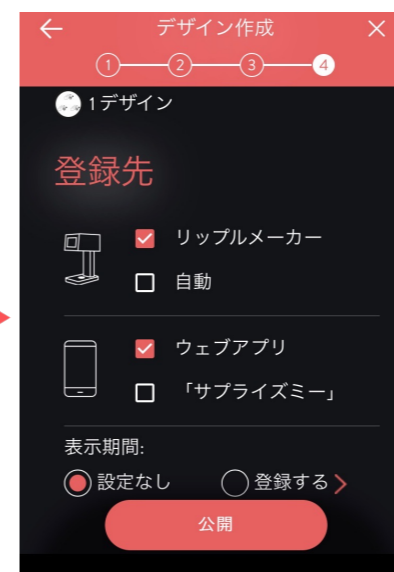 デザイン作成
1 2 3 4
1デザイン
登録先
リップルメーカー
自動
ウェブアプリ
「サプライズミー」
表示期間:
設定なし 登録する
公開